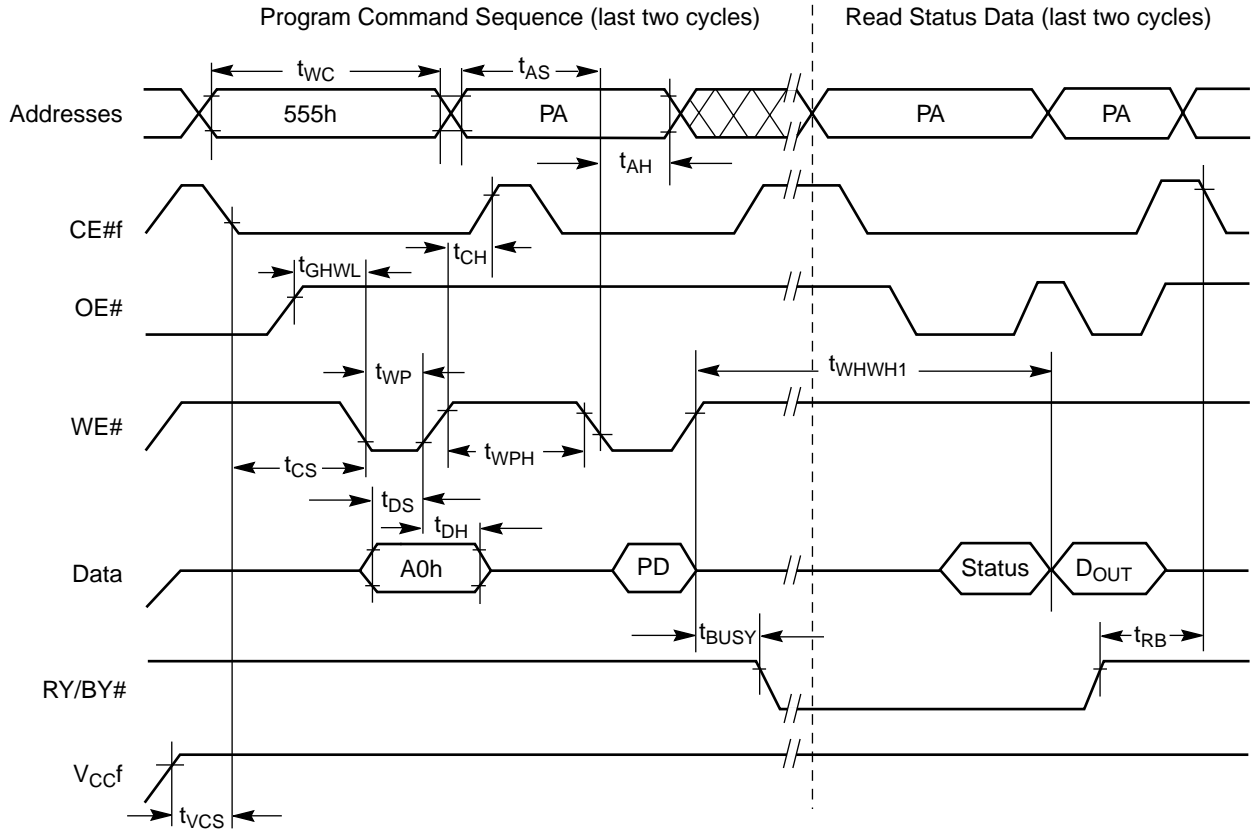 Program Command Sequence (last two cycles)
Read Status Data (last two cycles)
tWC
tAS
Addresses
555h
PA
PA
PA
tAH
CE#f
tCH
tGHWL
OE#
tWP
tWHWH1
WE#
tCS
tWPH
tDS
tDH
Data
A0h
PD
Status
DOUT
tBUSY
tRB
RY/BY#
VCCf
tVCS